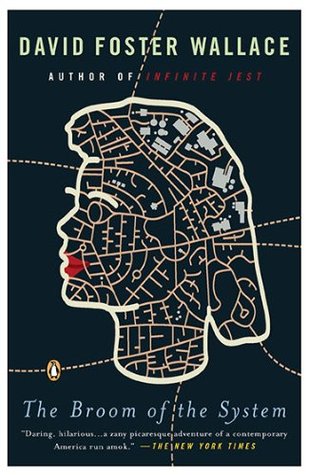 DAVID FOSTER WALLACE
AUTHOR OF INFINITE JEST
The Broom of the System
"Daring, hilarious...a zany picaresque adventure of a contemporary
America run amok." —THE NEW YORK TIMES